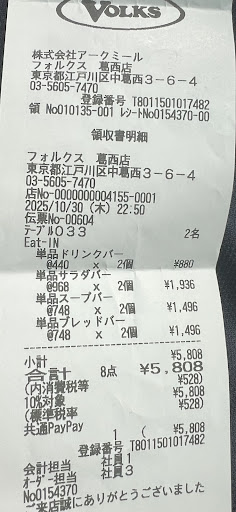 VOLKS
株式会社アークミール
フォルクス 葛西店
東京都江戸川区中葛西3-6-4
03-5605-7470
登録番号 T8011501017482
領 No010135-001 レシートNo0154370-00
領収書明細
フォルクス 葛西店
東京都江戸川区中葛西3-6-4
03-5605-7470
店No-0000000004155-0001
2025/10/30 (木) 22:50
伝票No-00604
テーブル033 2名
Eat-IN
単品ドリンクバー
@440 x 2個 ¥880
単品サラダバー
@968 x 2個 ¥1,936
単品スープバー
@748 x 2個 ¥1,496
単品ブレッドバー
@748 x 2個 ¥1,496
小計 ¥5,808
合計 8点 ¥5,808
(内消費税等 ¥528)
10%対象 ¥5,808
(標準税率 ¥528)
共通PayPay 1 ( ¥5,808
登録番号 T8011501017482
会計担当 社員1
オーダー担当 社員3
No0154370
ご来店誠にありがとうございました